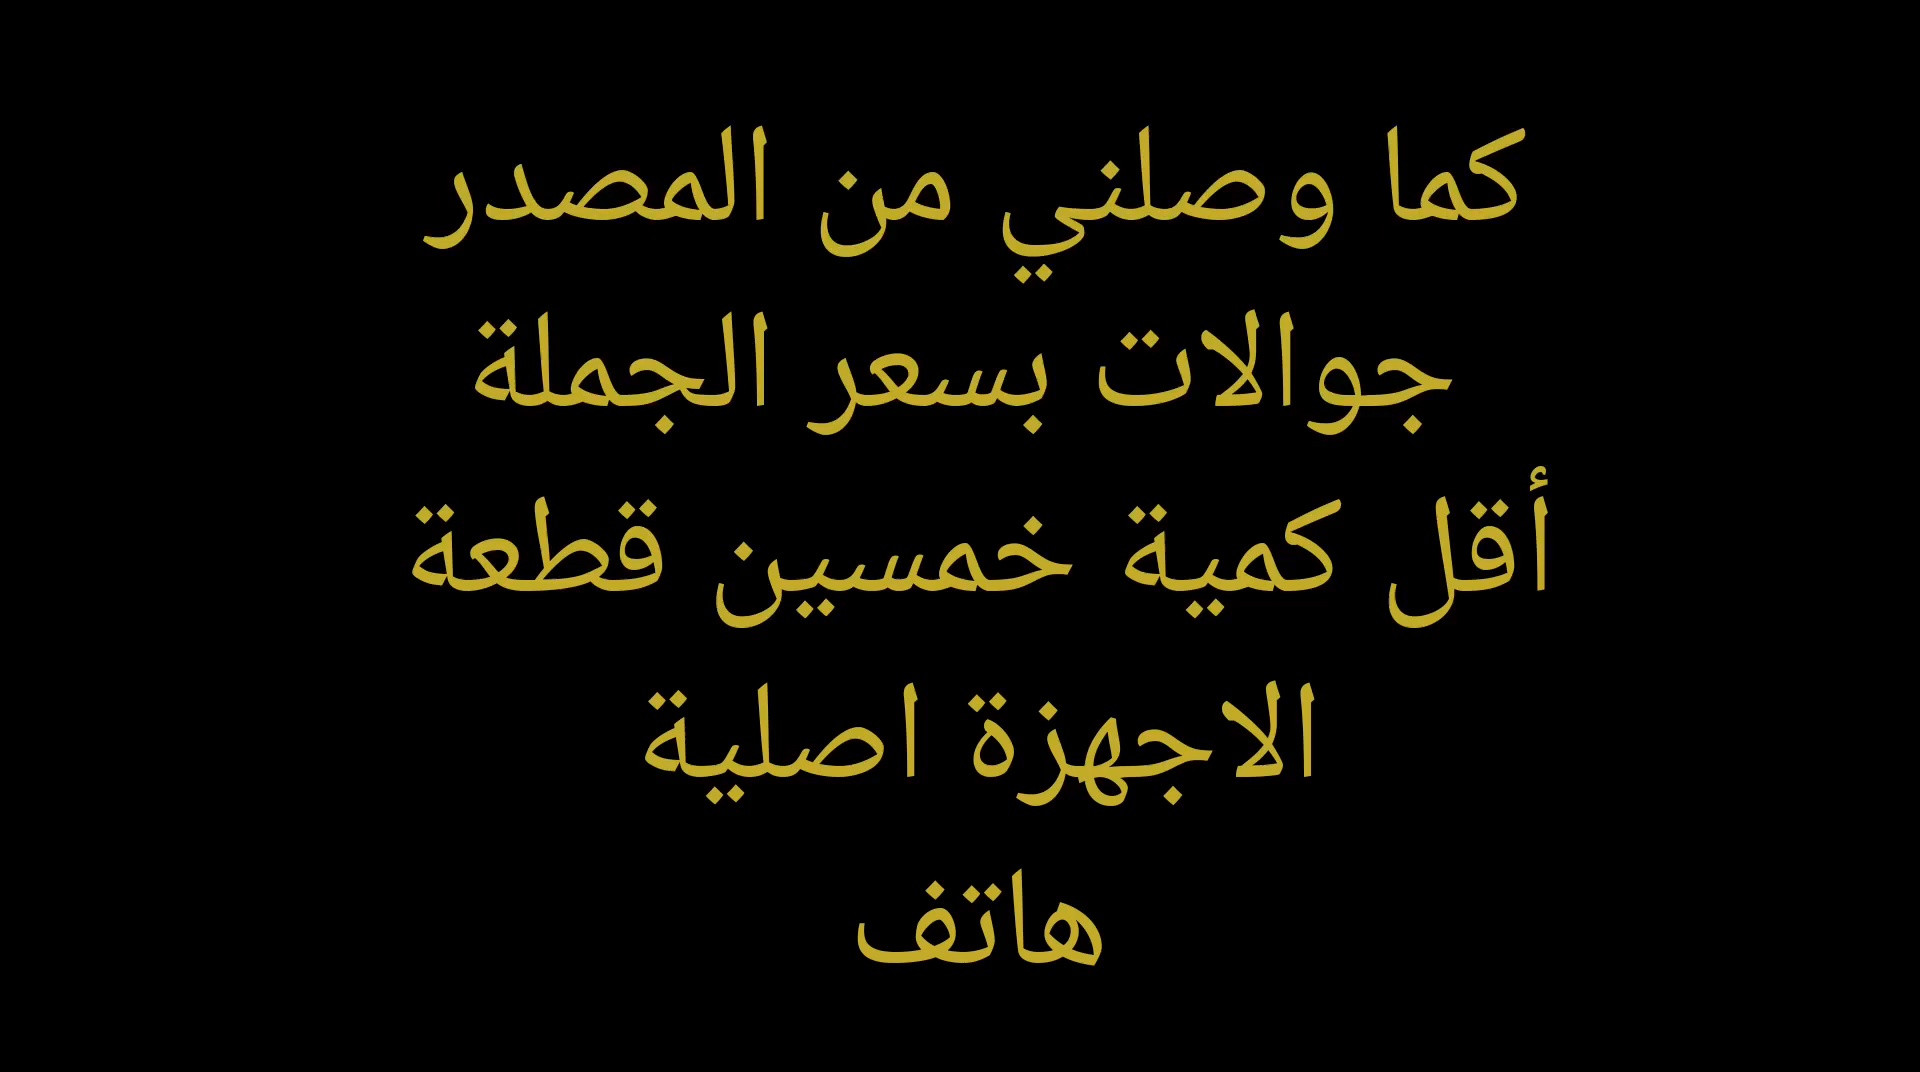 كما وصلني من المصدر
جوالات بسعر الجملة
أقل كمية خمسين قطعة
الاجهزة اصلية
هاتف